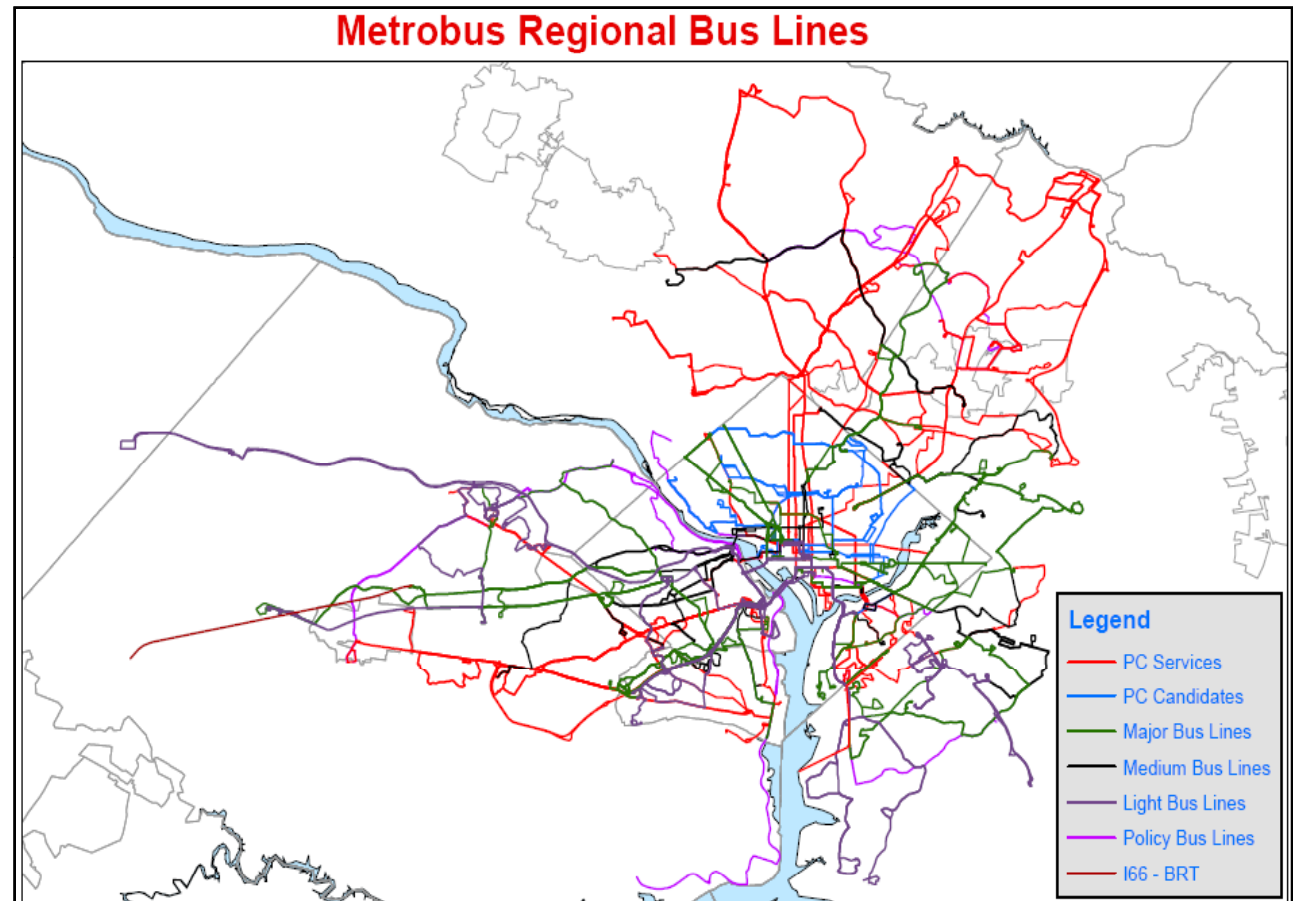 Metrobus Regional Bus Lines
Legend
PC Services
PC Candidates
Major Bus Lines
Medium Bus Lines
Light Bus Lines
Policy Bus Lines
I66 - BRT